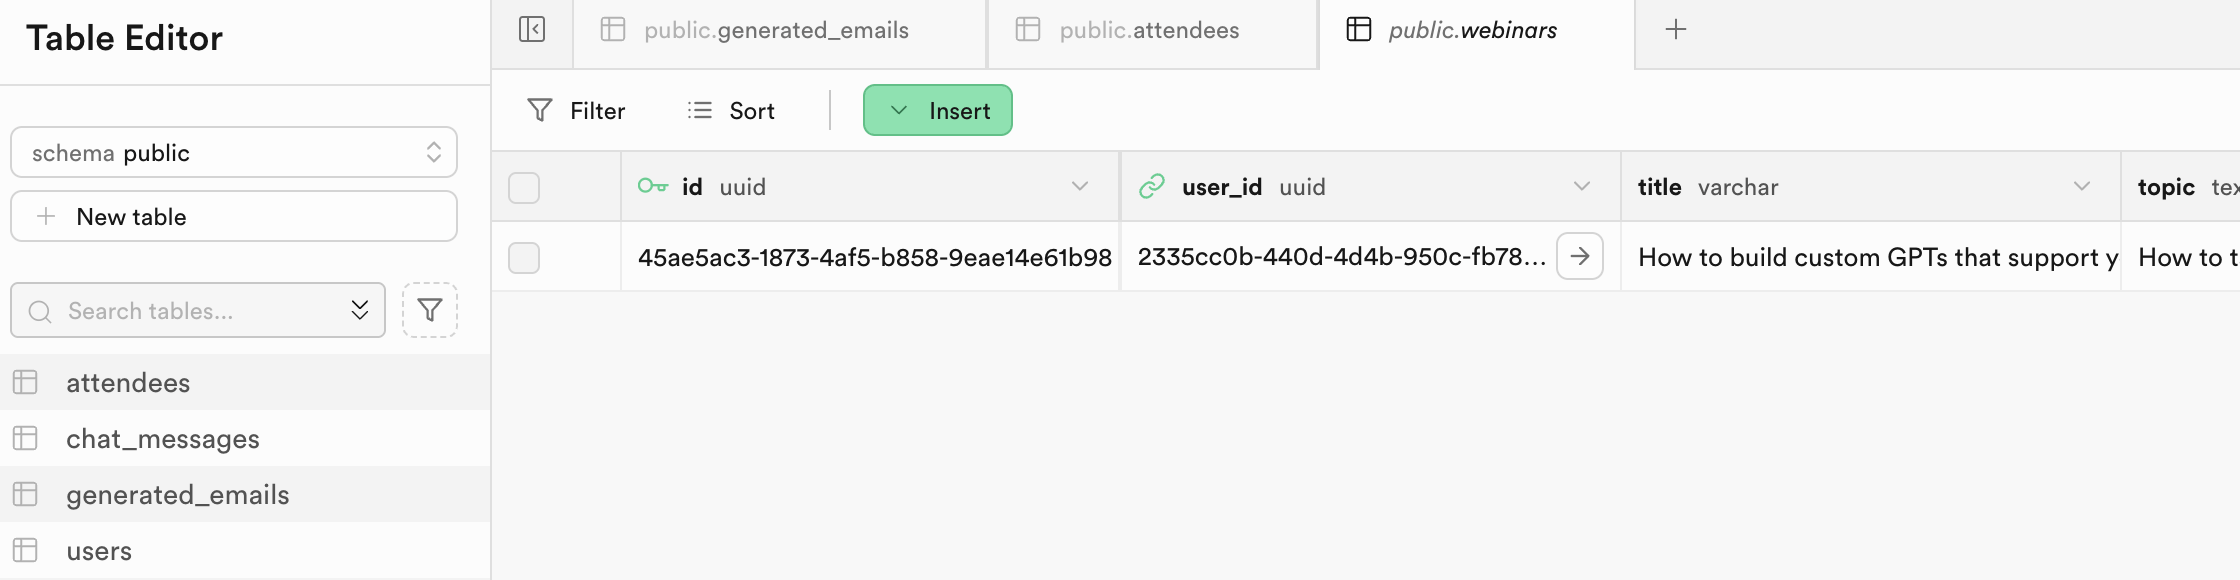 Table Editor
public.generated_emails
public.attendees
public.webinars
Filter
Sort
Insert
schema public
New table
Search tables...
attendees
chat_messages
generated_emails
users
id uuid
user_id uuid
title varchar
topic tex
45ae5ac3-1873-4af5-b858-9eae14e61b98
2335cc0b-440d-4d4b-950c-fb78...
How to build custom GPTs that support y
How to t